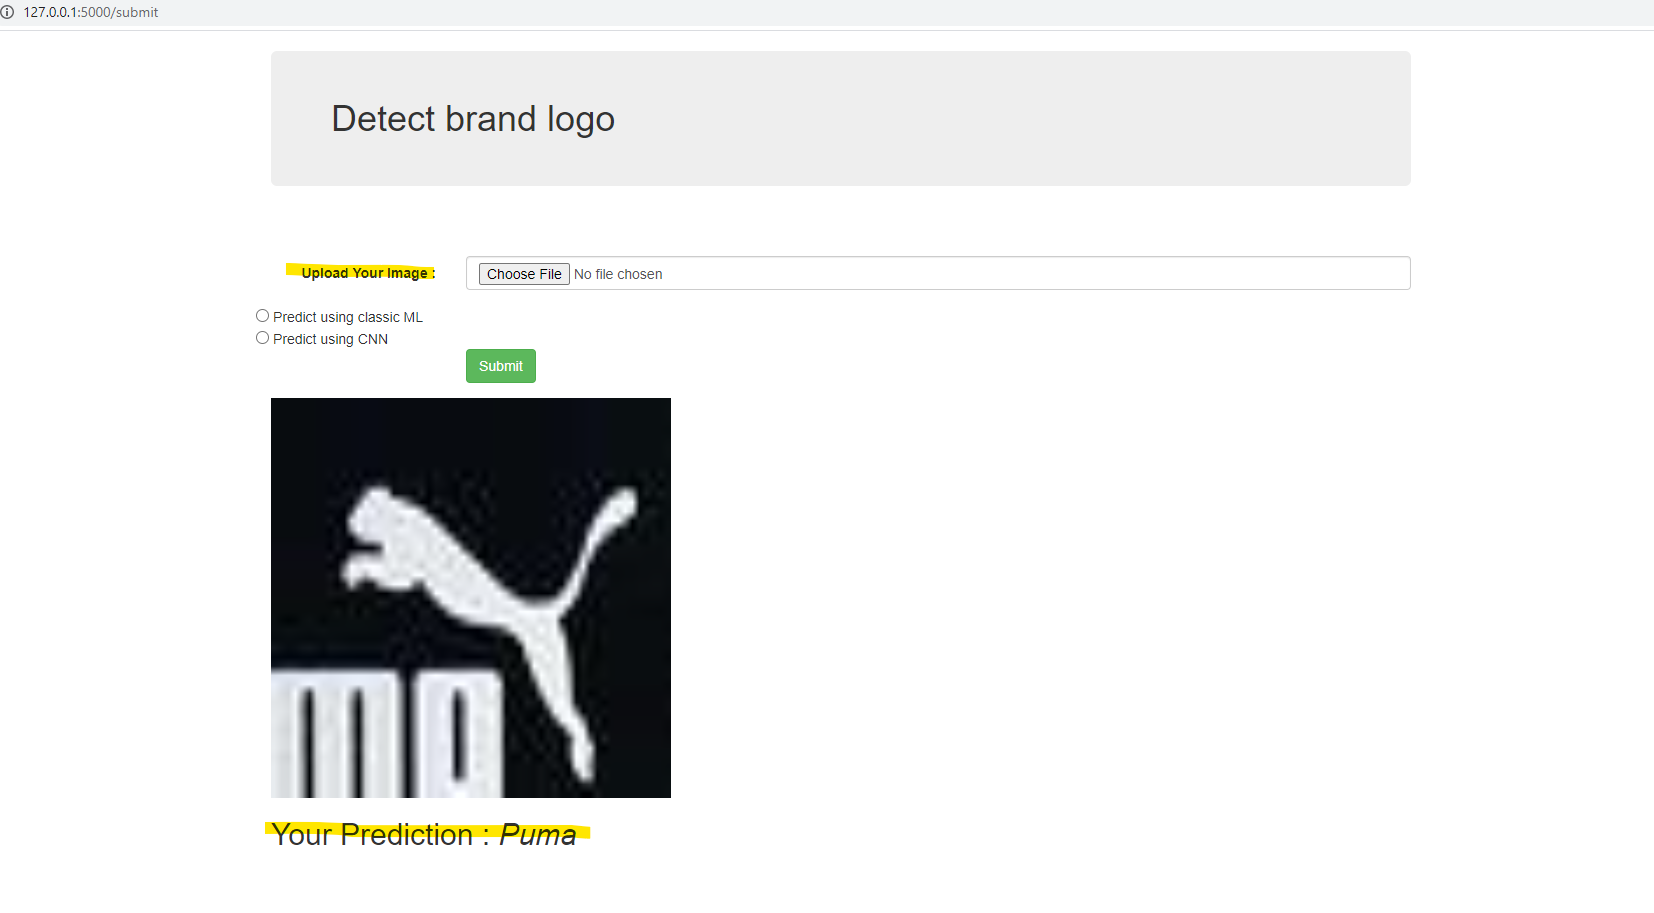 127.0.0.1:5000/submit
Detect brand logo
Upload Your Image :
Choose File No file chosen
Predict using classic ML
Predict using CNN
Submit
MA
Your Prediction : Puma